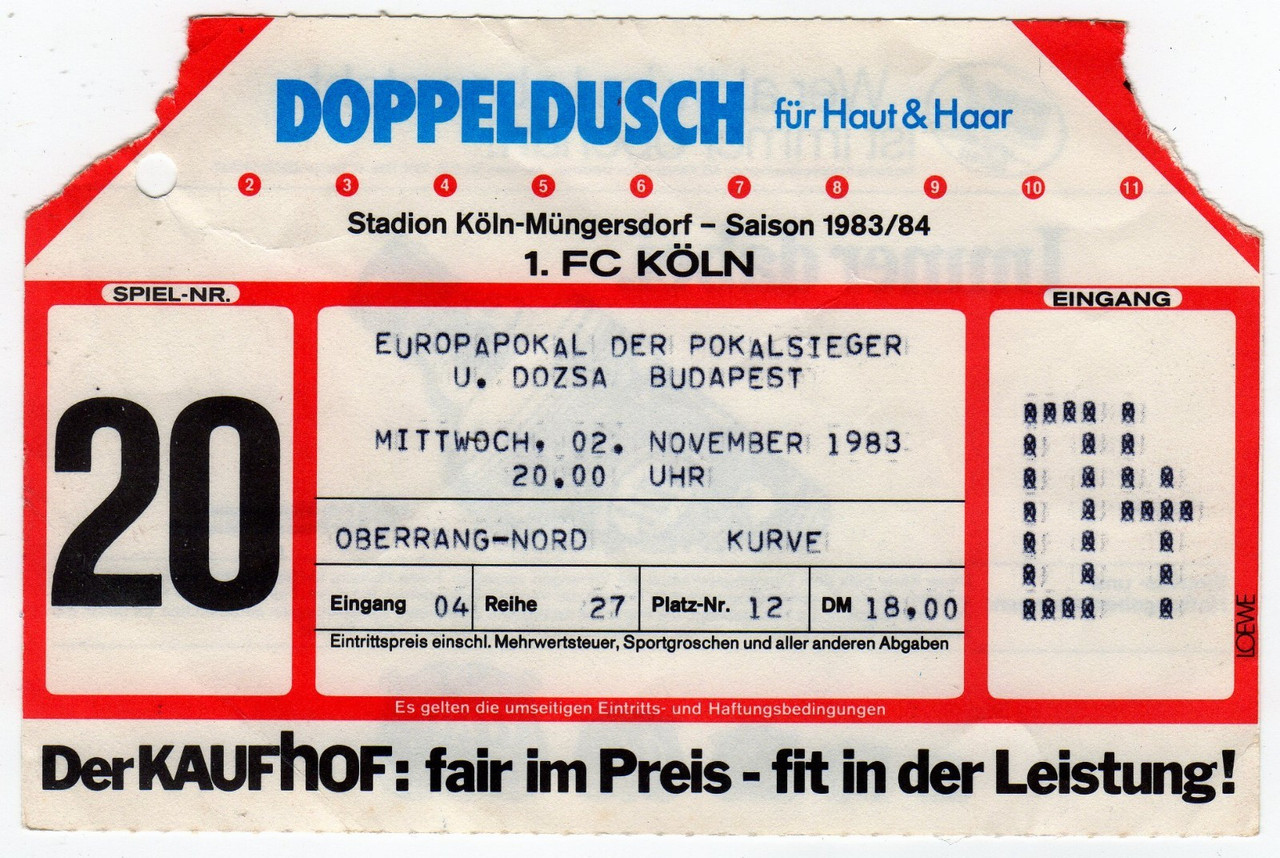 DOPPELDUSCH für Haut & Haar
2 3 4 5 6 7 8 9 10 11
Stadion Köln-Müngersdorf – Saison 1983/84
1. FC KÖLN
SPIEL-NR.
20
EUROPAPOKAL DER POKALSIEGER
U. DOZSA BUDAPEST
MITTWOCH, 02. NOVEMBER 1983
20.00 UHR
OBERRANG-NORD KURVE
Eingang 04 Reihe 27 Platz-Nr. 12 DM 18,00
Eintrittspreis einschl. Mehrwertsteuer, Sportgroschen und aller anderen Abgaben
EINGANG
04
LOEWE
Es gelten die umseitigen Eintritts- und Haftungsbedingungen
Der KAUFhOF: fair im Preis - fit in der Leistung!